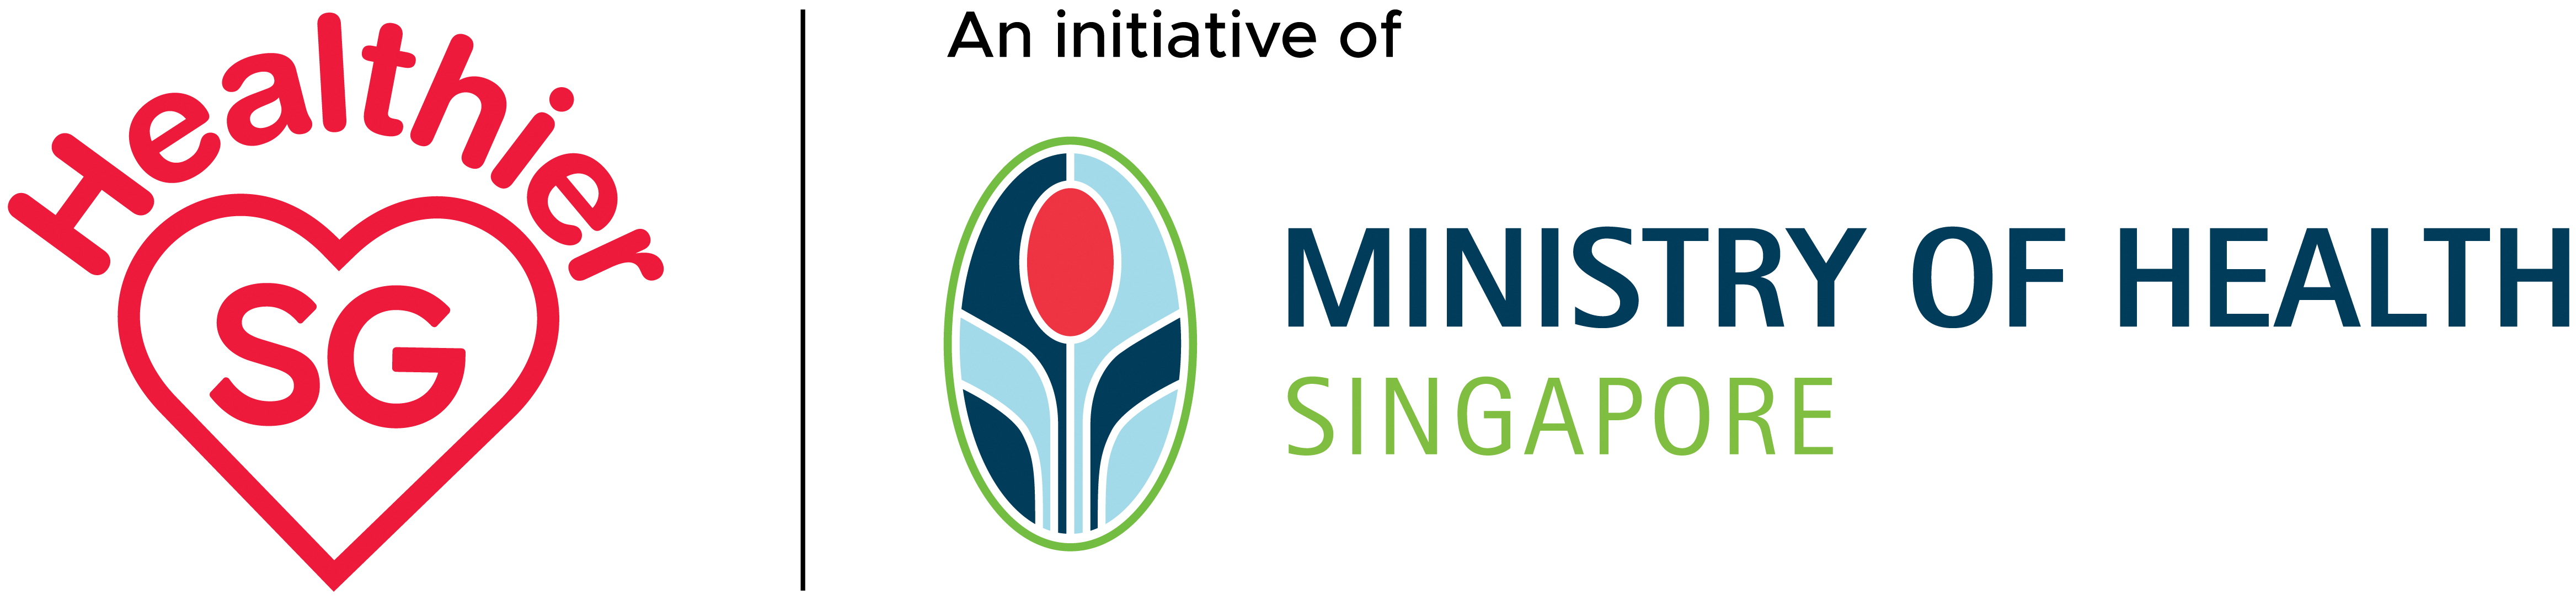 Healthier
SG
An initiative of
MINISTRY OF HEALTH
SINGAPORE